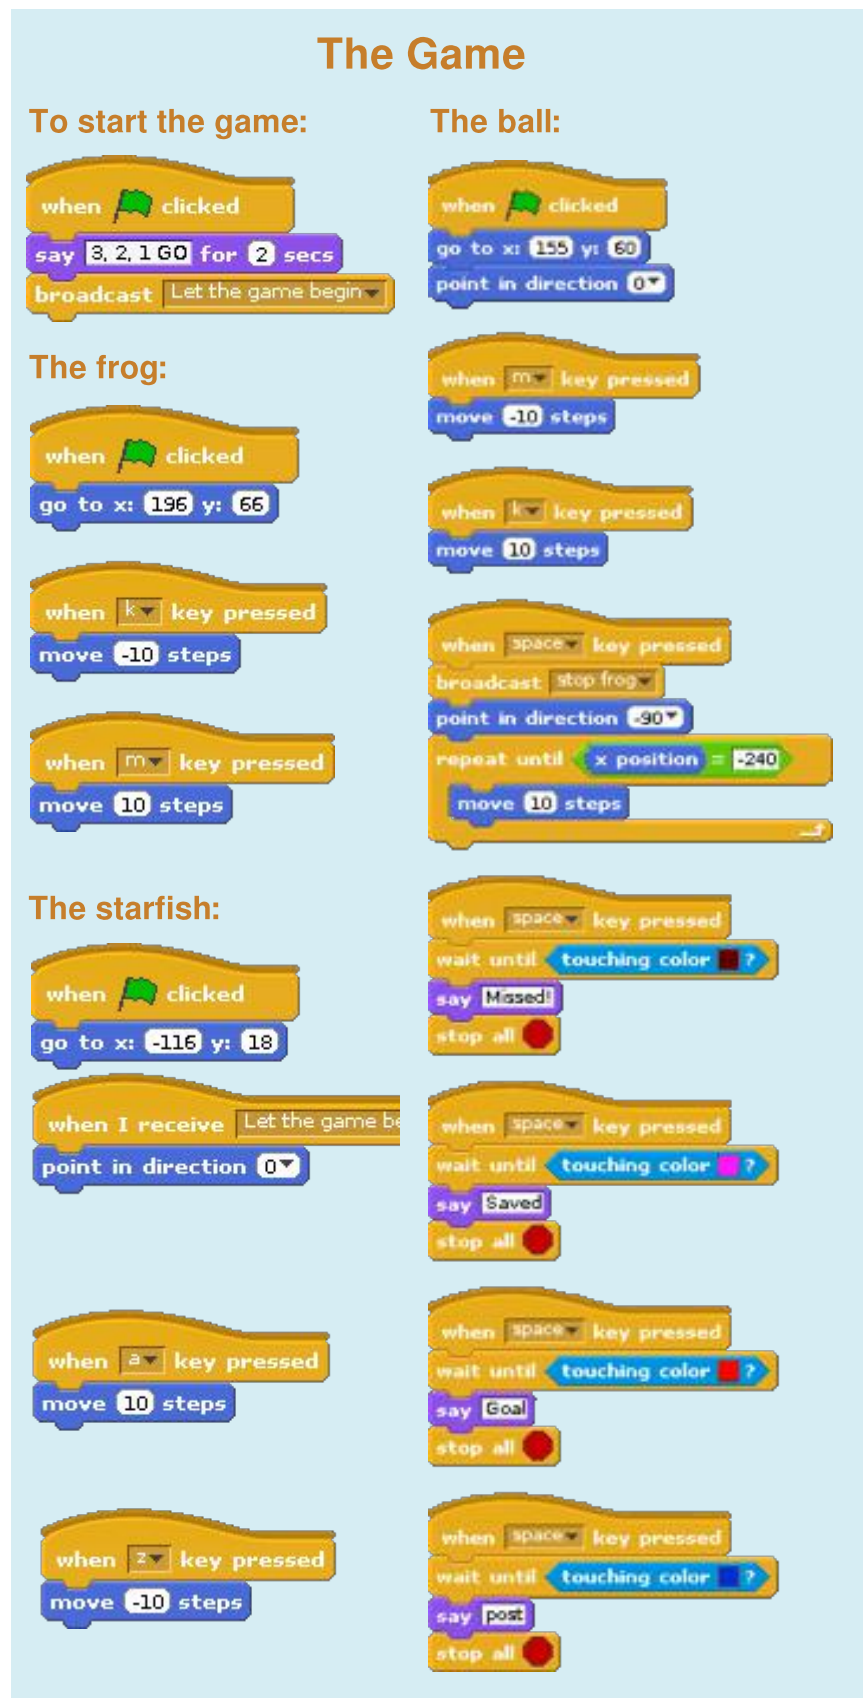 The Game
To start the game:
when clicked
say 3, 2, 1 GO for 2 secs
broadcast Let the game begin
The frog:
when clicked
go to x: 196 y: 66
when k key pressed
move -10 steps
when m key pressed
move 10 steps
The starfish:
when clicked
go to x: -116 y: 18
when I receive Let the game be
point in direction 0
when a key pressed
move 10 steps
when z key pressed
move -10 steps
The ball:
when clicked
go to x: 155 y: 60
point in direction 0
when m key pressed
move -10 steps
when k key pressed
move 10 steps
when space key pressed
broadcast stop frog
point in direction -90
repeat until x position = -240
move 10 steps
when space key pressed
wait until touching color ?
say Missed!
stop all
when space key pressed
wait until touching color ?
say Saved
stop all
when space key pressed
wait until touching color ?
say Goal
stop all
when space key pressed
wait until touching color ?
say post
stop all